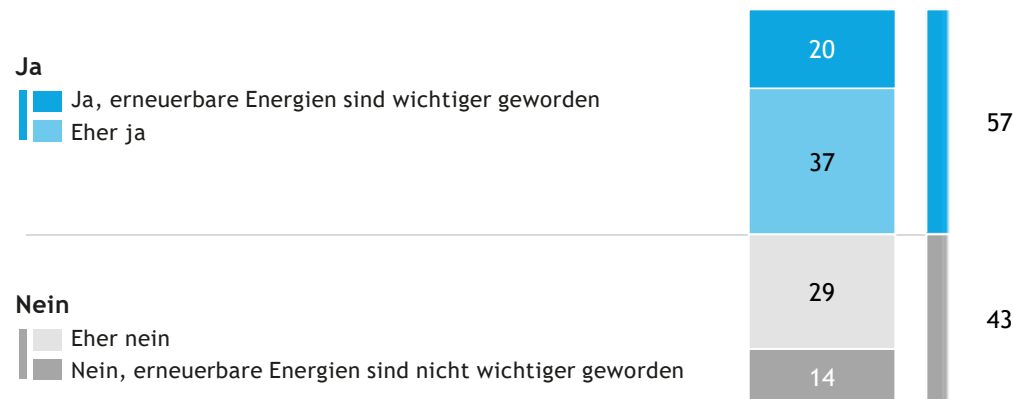 20
Ja
Ja, erneuerbare Energien sind wichtiger geworden
Eher ja
57
37
29
Nein
43
Eher nein
Nein, erneuerbare Energien sind nicht wichtiger geworden
14